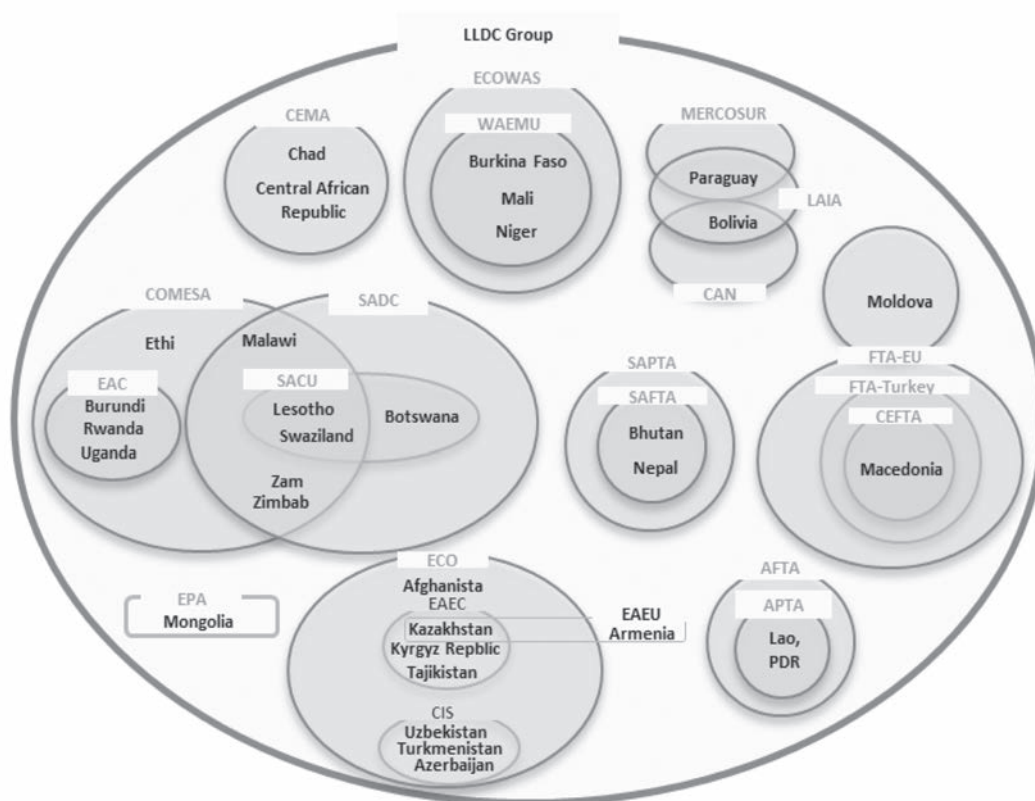 LLDC Group
ECOWAS
CEMA
WAEMU
MERCOSUR
Chad
Central African
Republic
Burkina Faso
Mali
Niger
Paraguay
LAIA
Bolivia
CAN
Moldova
COMESA
SADC
Ethi
Malawi
EAC
Burundi
Rwanda
Uganda
SACU
Lesotho
Swaziland
Botswana
Zam
Zimbab
SAPTA
SAFTA
Bhutan
Nepal
FTA-EU
FTA-Turkey
CEFTA
Macedonia
ECO
Afghanista
EAEC
Kazakhstan
Kyrgyz Repblic
Tajikistan
EAEU
Armenia
CIS
Uzbekistan
Turkmenistan
Azerbaijan
EPA
Mongolia
AFTA
APTA
Lao,
PDR